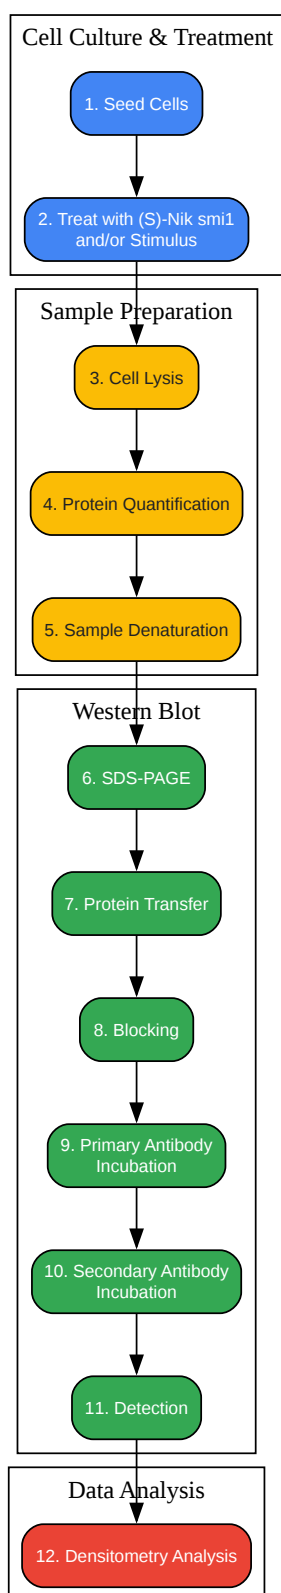 Cell Culture & Treatment
1. Seed Cells
2. Treat with (S)-Nik smi1
and/or Stimulus
Sample Preparation
3. Cell Lysis
4. Protein Quantification
5. Sample Denaturation
Western Blot
6. SDS-PAGE
7. Protein Transfer
8. Blocking
9. Primary Antibody
Incubation
10. Secondary Antibody
Incubation
11. Detection
Data Analysis
12. Densitometry Analysis